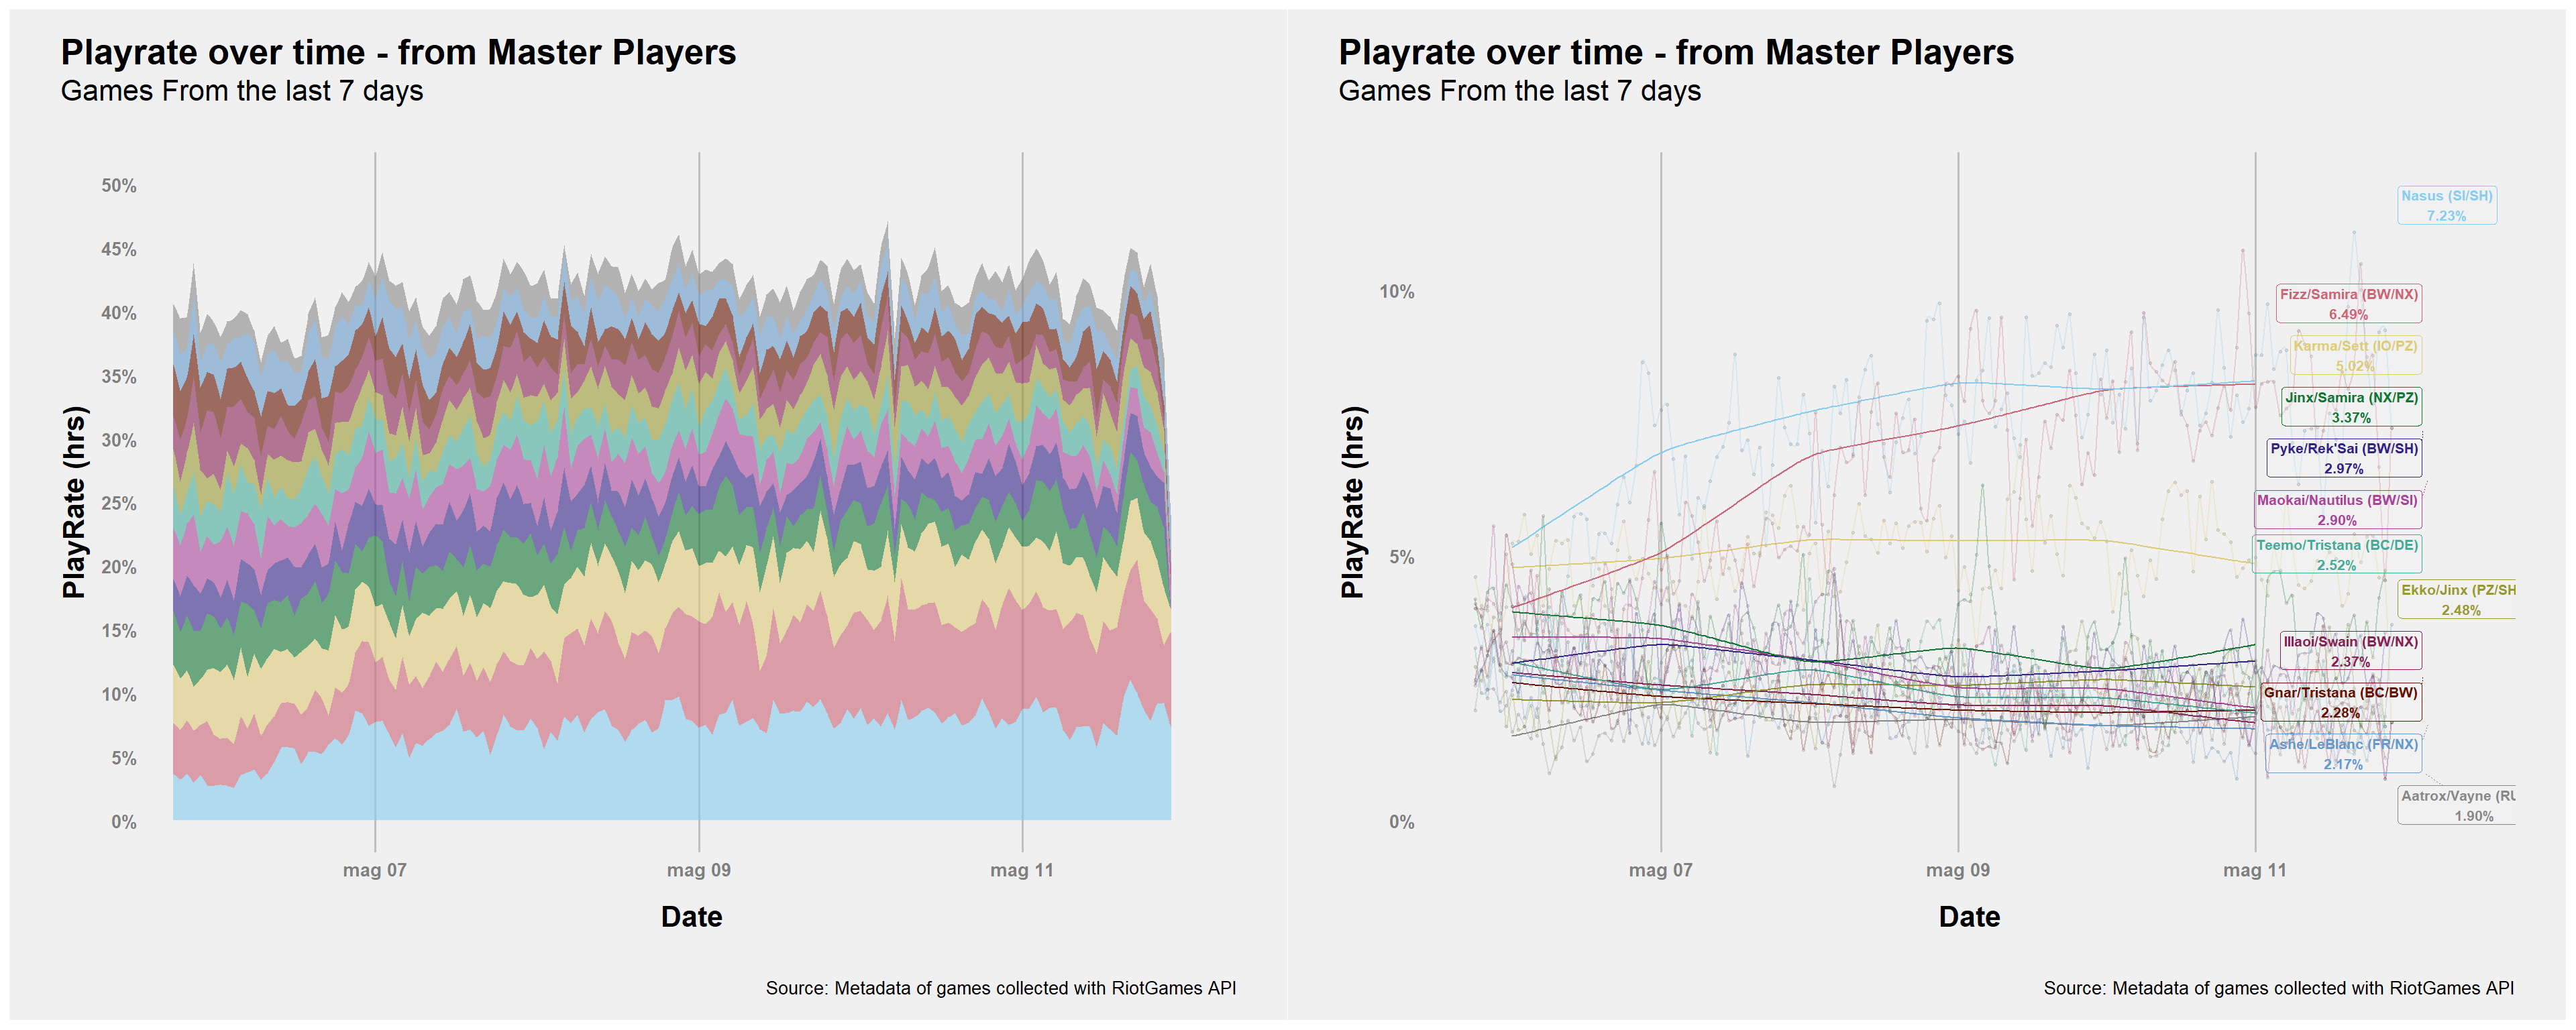 Playrate over time - from Master Players
Games From the last 7 days
PlayRate (hrs)
50%
45%
40%
35%
30%
25%
20%
15%
10%
5%
0%
mag 07
mag 09
mag 11
Date
Source: Metadata of games collected with RiotGames API
Playrate over time - from Master Players
Games From the last 7 days
PlayRate (hrs)
10%
5%
0%
Nasus (SI/SH)
7.23%
Fizz/Samira (BW/NX)
6.49%
Karma/Sett (IO/PZ)
5.02%
Jinx/Samira (NX/PZ)
3.37%
Pyke/Rek'Sai (BW/SH)
2.97%
Maokai/Nautilus (BW/SI)
2.90%
Teemo/Tristana (BC/DE)
2.52%
Ekko/Jinx (PZ/SH
2.48%
Illaoi/Swain (BW/NX)
2.37%
Gnar/Tristana (BC/BW)
2.28%
Ashe/LeBlanc (FR/NX)
2.17%
Aatrox/Vayne (RU
1.90%
mag 07
mag 09
mag 11
Date
Source: Metadata of games collected with RiotGames API